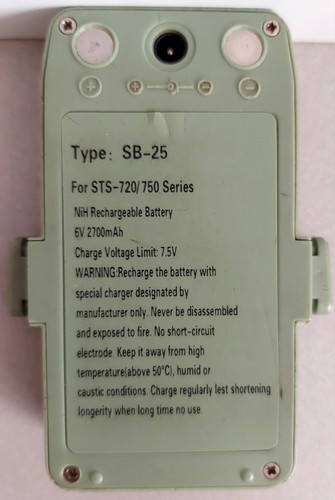 Type: SB-25
For STS-720/750 Series
NiH Rechargeable Battery
6V 2700mAh
Charge Voltage Limit: 7.5V
WARNING:Recharge the battery with
special charger designated by
manufacturer only. Never be disassembled
and exposed to fire. No short-circuit
electrode. Keep it away from high
temperature(above 50°C), humid or
caustic conditions. Charge regularly lest shortening
longerity when long time no use